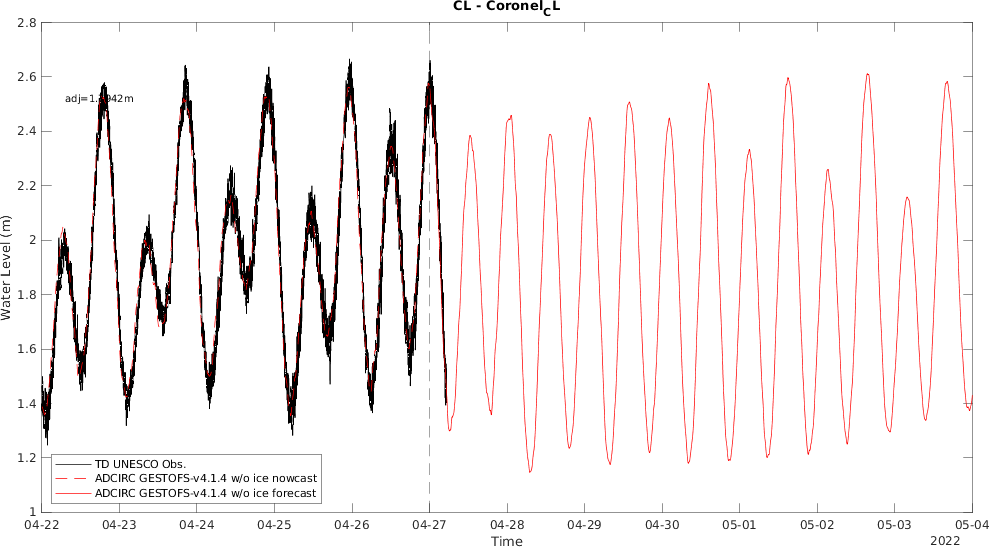 CL - Coronel_CL
2.8
2.6
2.4
2.2
2
1.8
1.6
1.4
1.2
1
Water Level (m)
TD UNESCO Obs.
ADCIRC GESTOFS-v4.1.4 w/o ice nowcast
ADCIRC GESTOFS-v4.1.4 w/o ice forecast
04-22 04-23 04-24 04-25 04-26 04-27 04-28 04-29 04-30 05-01 05-02 05-03 05-04
Time
2022